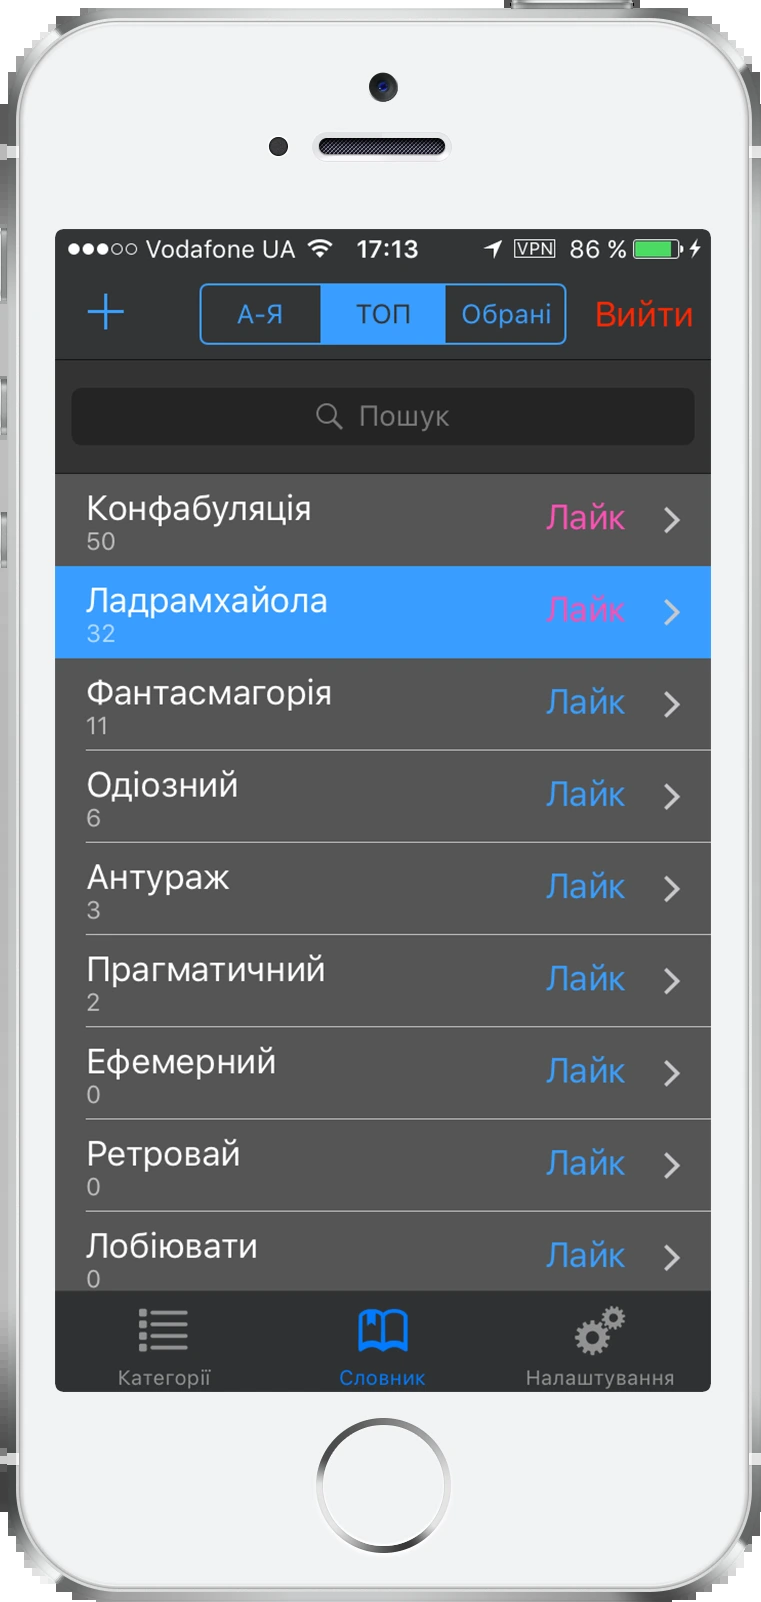 Vodafone UA 17:13 VPN 86 %
А-Я ТОП Обрані Вийти
Пошук
Конфабуляція
50
Лайк
Ладрамхайола
32
Лайк
Фантасмагорія
11
Лайк
Одіозний
6
Лайк
Антураж
3
Лайк
Прагматичний
2
Лайк
Ефемерний
0
Лайк
Ретровай
0
Лайк
Лобіювати
0
Лайк
Категорії Словник Налаштування